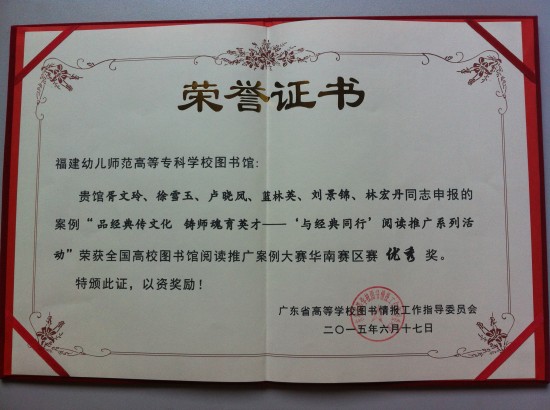 荣誉证书
福建幼儿师范高等专科学校图书馆：
贵馆胥文玲、徐雪玉、卢晓凤、蓝林英、刘景锦、林宏丹同志申报的
案例“品经典传文化 铸师魂育英才——‘与经典同行’阅读推广系列活
动”荣获全国高校图书馆阅读推广案例大赛华南赛区赛 优秀 奖。
特颁此证，以资奖励！
广东省高等学校图书情报工作指导委员会
二〇一五年六月十七日